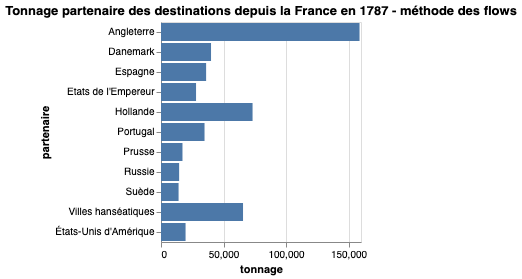 Tonnage partenaire des destinations depuis la France en 1787 - méthode des flows
partenaire
Angleterre
Danemark
Espagne
Etats de l'Empereur
Hollande
Portugal
Prusse
Russie
Suède
Villes hanséatiques
États-Unis d'Amérique
0 50,000 100,000 150,000
tonnage